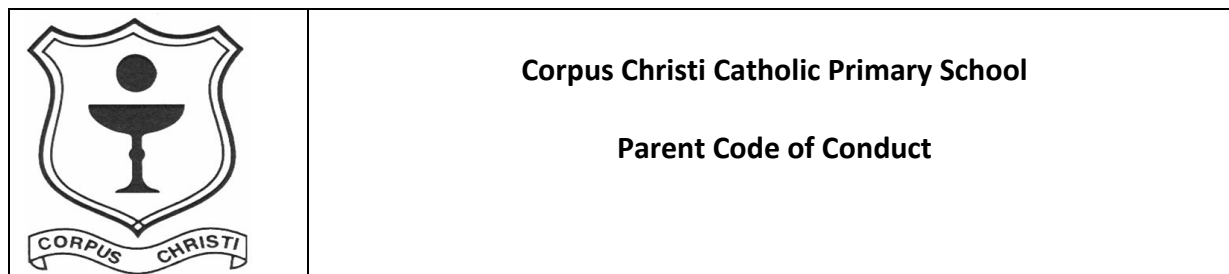 CORPUS CHRISTI
Corpus Christi Catholic Primary School
Parent Code of Conduct